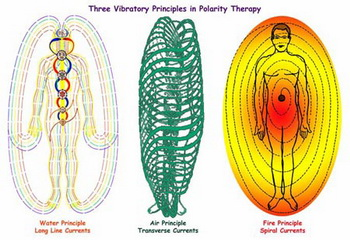 Three Vibratory Principles in Polarity Therapy
Water Principle
Long Line Currents
Air Principle
Transverse Currents
Fire Principle
Spiral Currents